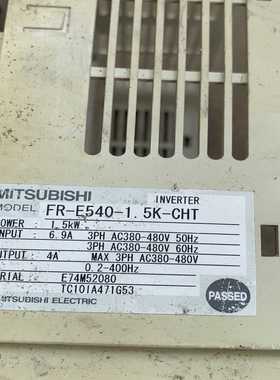 MITSUBISHI INVERTER
MODEL FR-E540-1.5K-CHT
POWER : 1.5kW
INPUT : 6.9A 3PH AC380-480V 50Hz
3PH AC380-480V 60Hz
OUTPUT : 4A MAX 3PH AC380-480V
0.2-400Hz
SERIAL E74M52080
TC101A471G53
MITSUBISHI ELECTRIC
PASSED